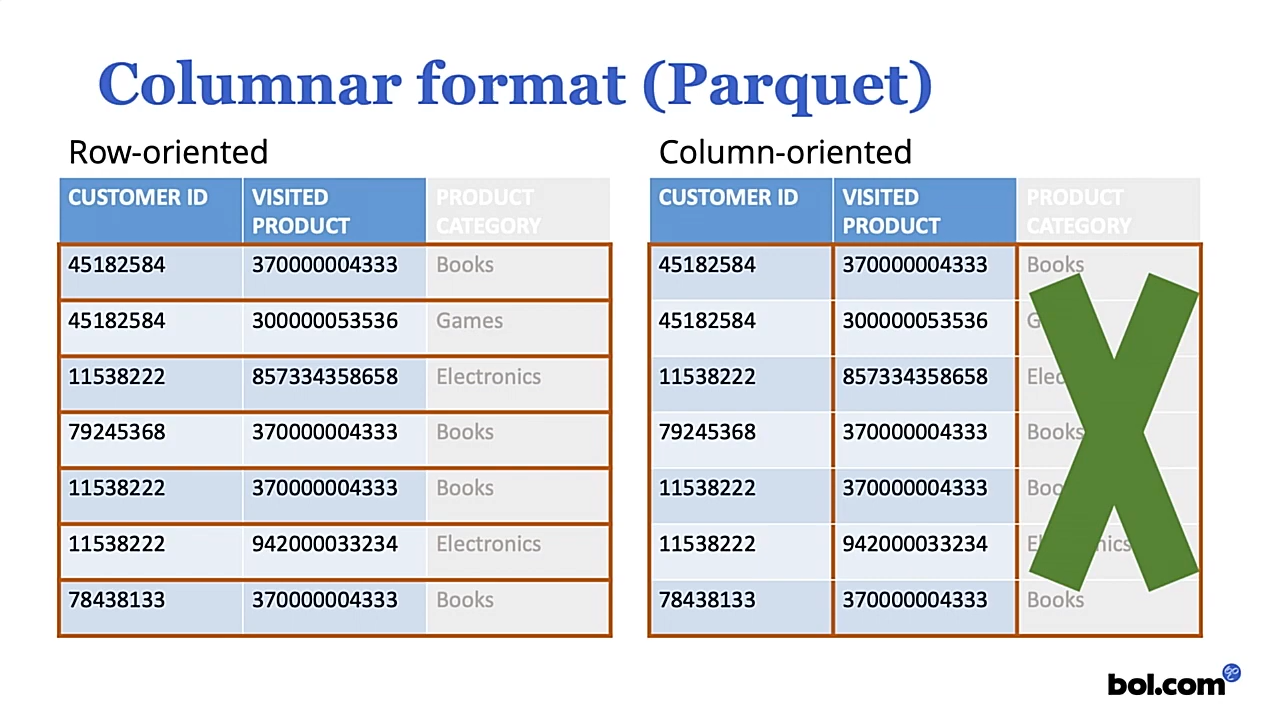 Columnar format (Parquet)
Row-oriented
CUSTOMER ID VISITED PRODUCT PRODUCT CATEGORY
45182584 370000004333 Books
45182584 300000053536 Games
11538222 857334358658 Electronics
79245368 370000004333 Books
11538222 370000004333 Books
11538222 942000033234 Electronics
78438133 370000004333 Books
Column-oriented
CUSTOMER ID VISITED PRODUCT PRODUCT CATEGORY
45182584 370000004333 Books
45182584 300000053536
11538222 857334358658
79245368 370000004333 Books
11538222 370000004333
11538222 942000033234
78438133 370000004333 Books
bol.com